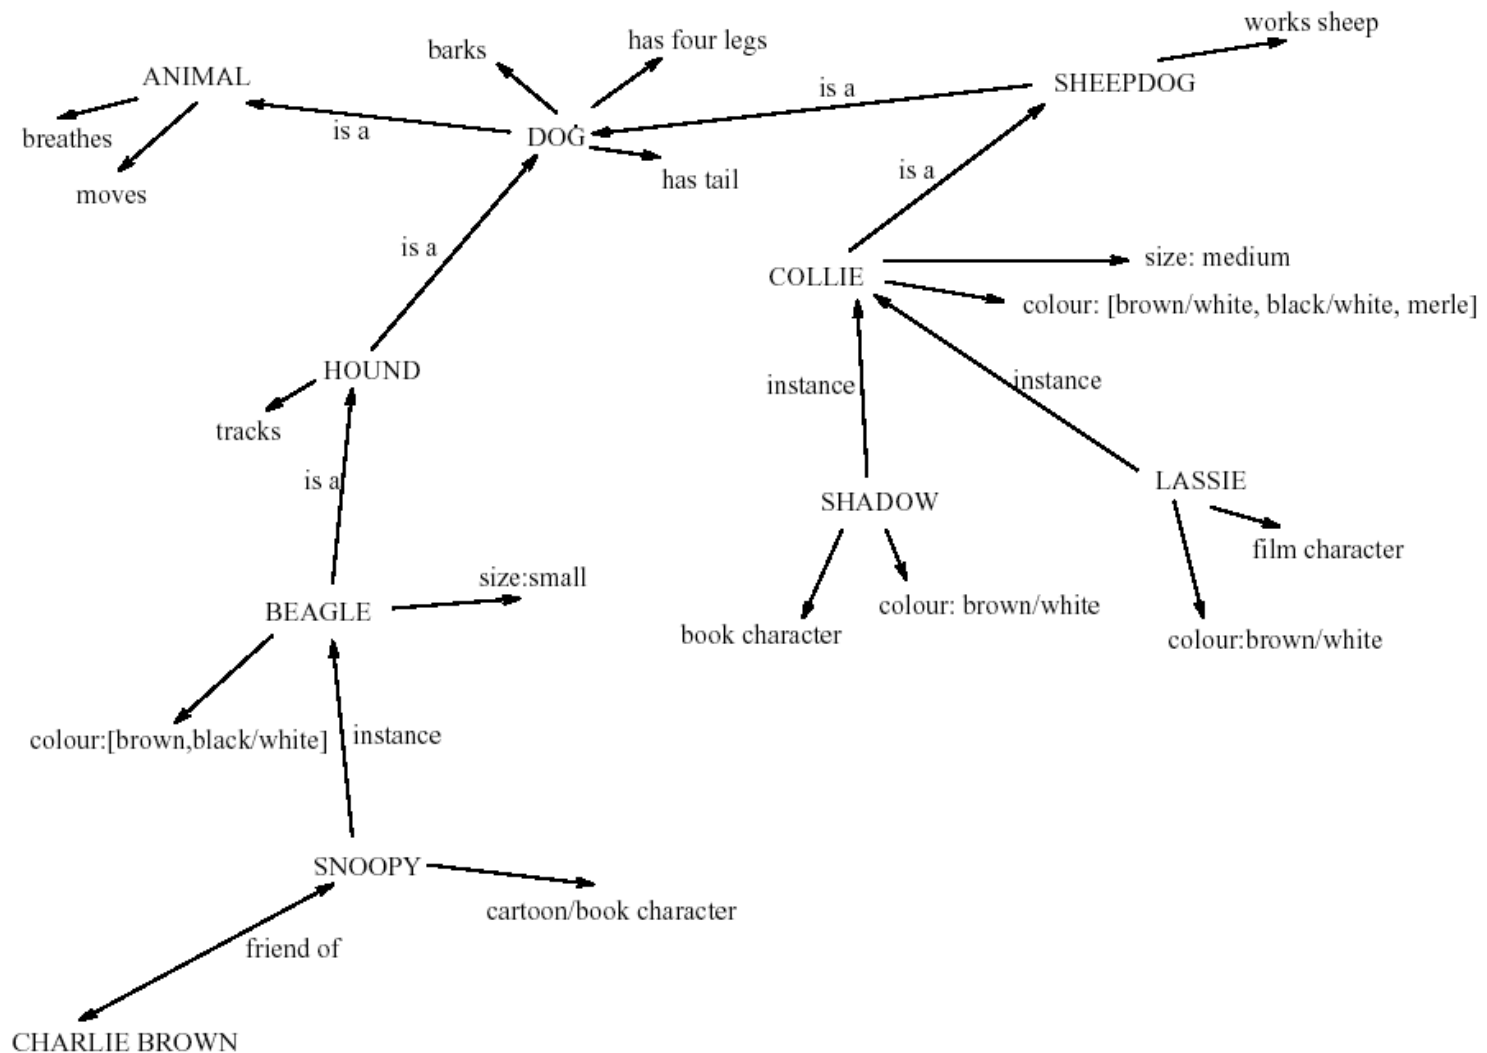 works sheep
has four legs
barks
ANIMAL
SHEEPDOG
is a
breathes
is a
DOG
is a
has tail
moves
is a
size: medium
COLLIE
colour: [brown/white, black/white, merle]
HOUND
instance
instance
tracks
is a
LASSIE
SHADOW
film character
size:small
colour: brown/white
BEAGLE
book character
colour:brown/white
colour:[brown,black/white]
instance
SNOOPY
cartoon/book character
friend of
CHARLIE BROWN